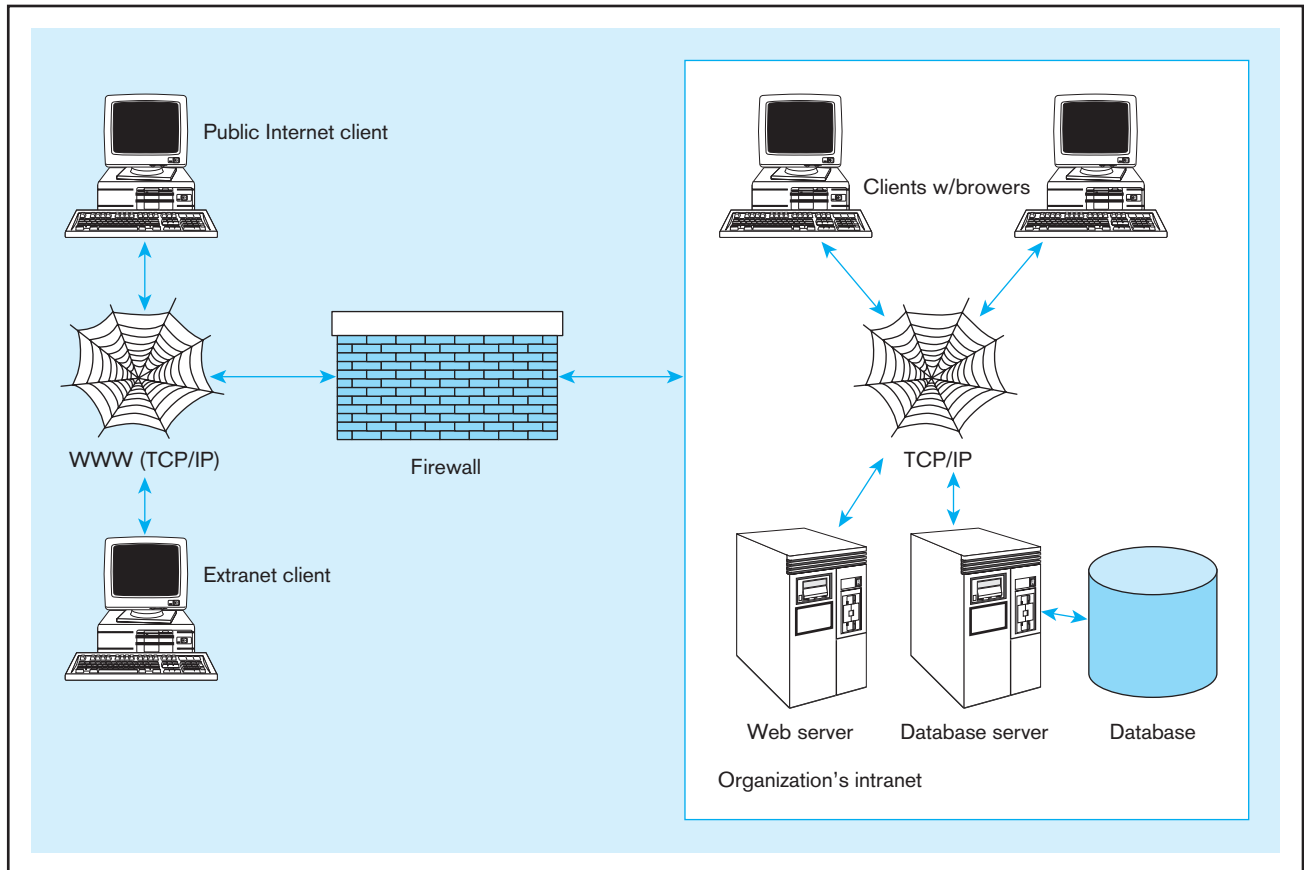 Public Internet client
Clients w/browers
WWW (TCP/IP)
Firewall
TCP/IP
Extranet client
Web server
Database server
Database
Organization's intranet